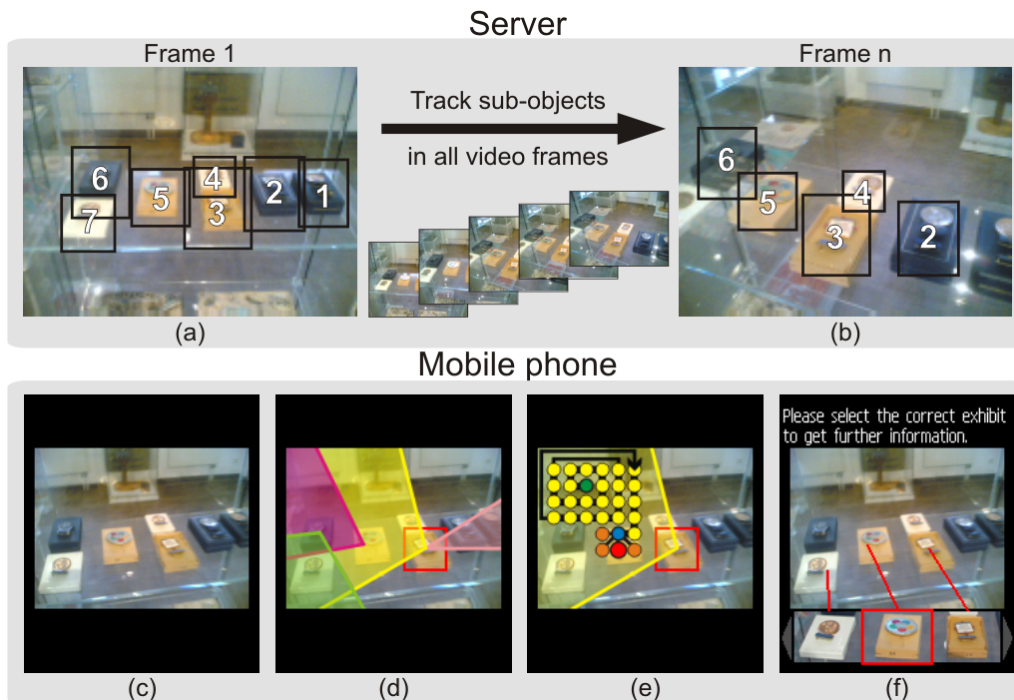 Server
Frame 1
Frame n
Track sub-objects
in all video frames
6
5
4
3
2
1
7
6
5
4
3
2
(a)
(b)
Mobile phone
Please select the correct exhibit
to get further information.
(c)
(d)
(e)
(f)